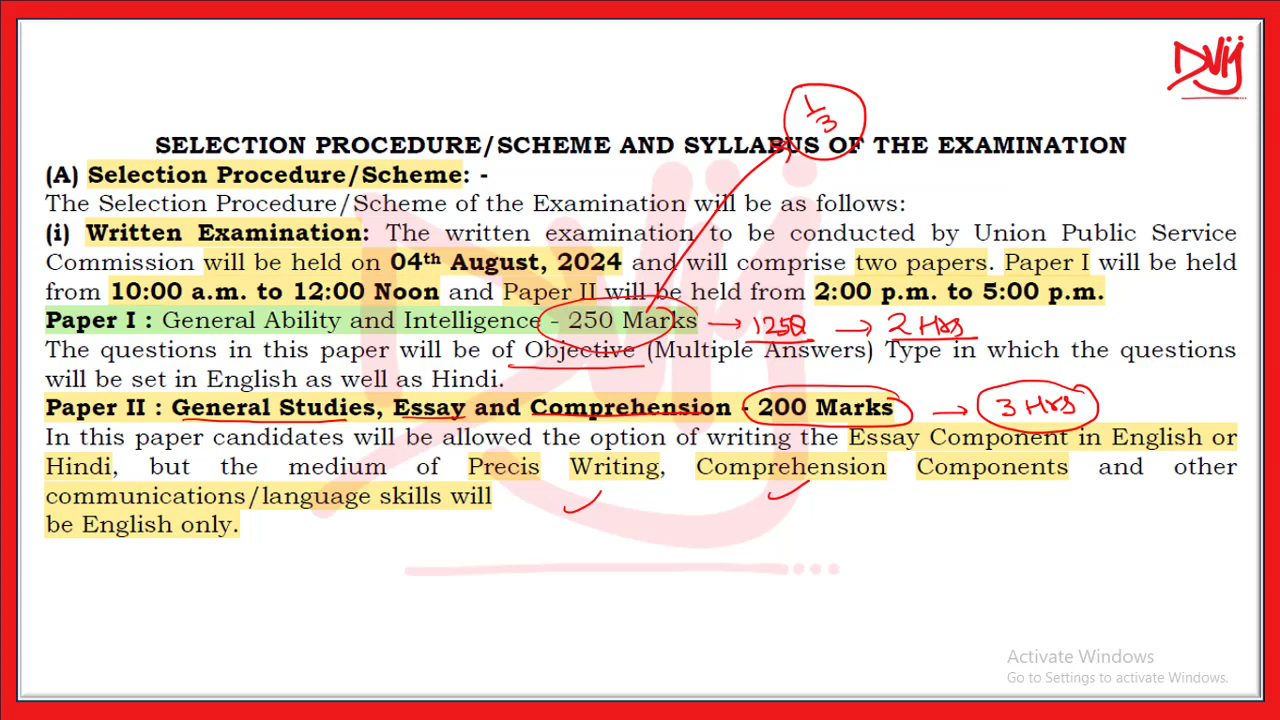 Dvij
1/3
SELECTION PROCEDURE/SCHEME AND SYLLABUS OF THE EXAMINATION
(A) Selection Procedure/Scheme: -
The Selection Procedure/Scheme of the Examination will be as follows:
(i) Written Examination: The written examination to be conducted by Union Public Service
Commission will be held on 04th August, 2024 and will comprise two papers. Paper I will be held
from 10:00 a.m. to 12:00 Noon and Paper II will be held from 2:00 p.m. to 5:00 p.m.
Paper I : General Ability and Intelligence - 250 Marks → 125Q → 2 Hrs
The questions in this paper will be of Objective (Multiple Answers) Type in which the questions
will be set in English as well as Hindi.
Paper II : General Studies, Essay and Comprehension - 200 Marks → 3 Hrs
In this paper candidates will be allowed the option of writing the Essay Component in English or
Hindi, but the medium of Precis Writing, Comprehension Components and other
communications/language skills will
be English only.
Activate Windows
Go to Settings to activate Windows.